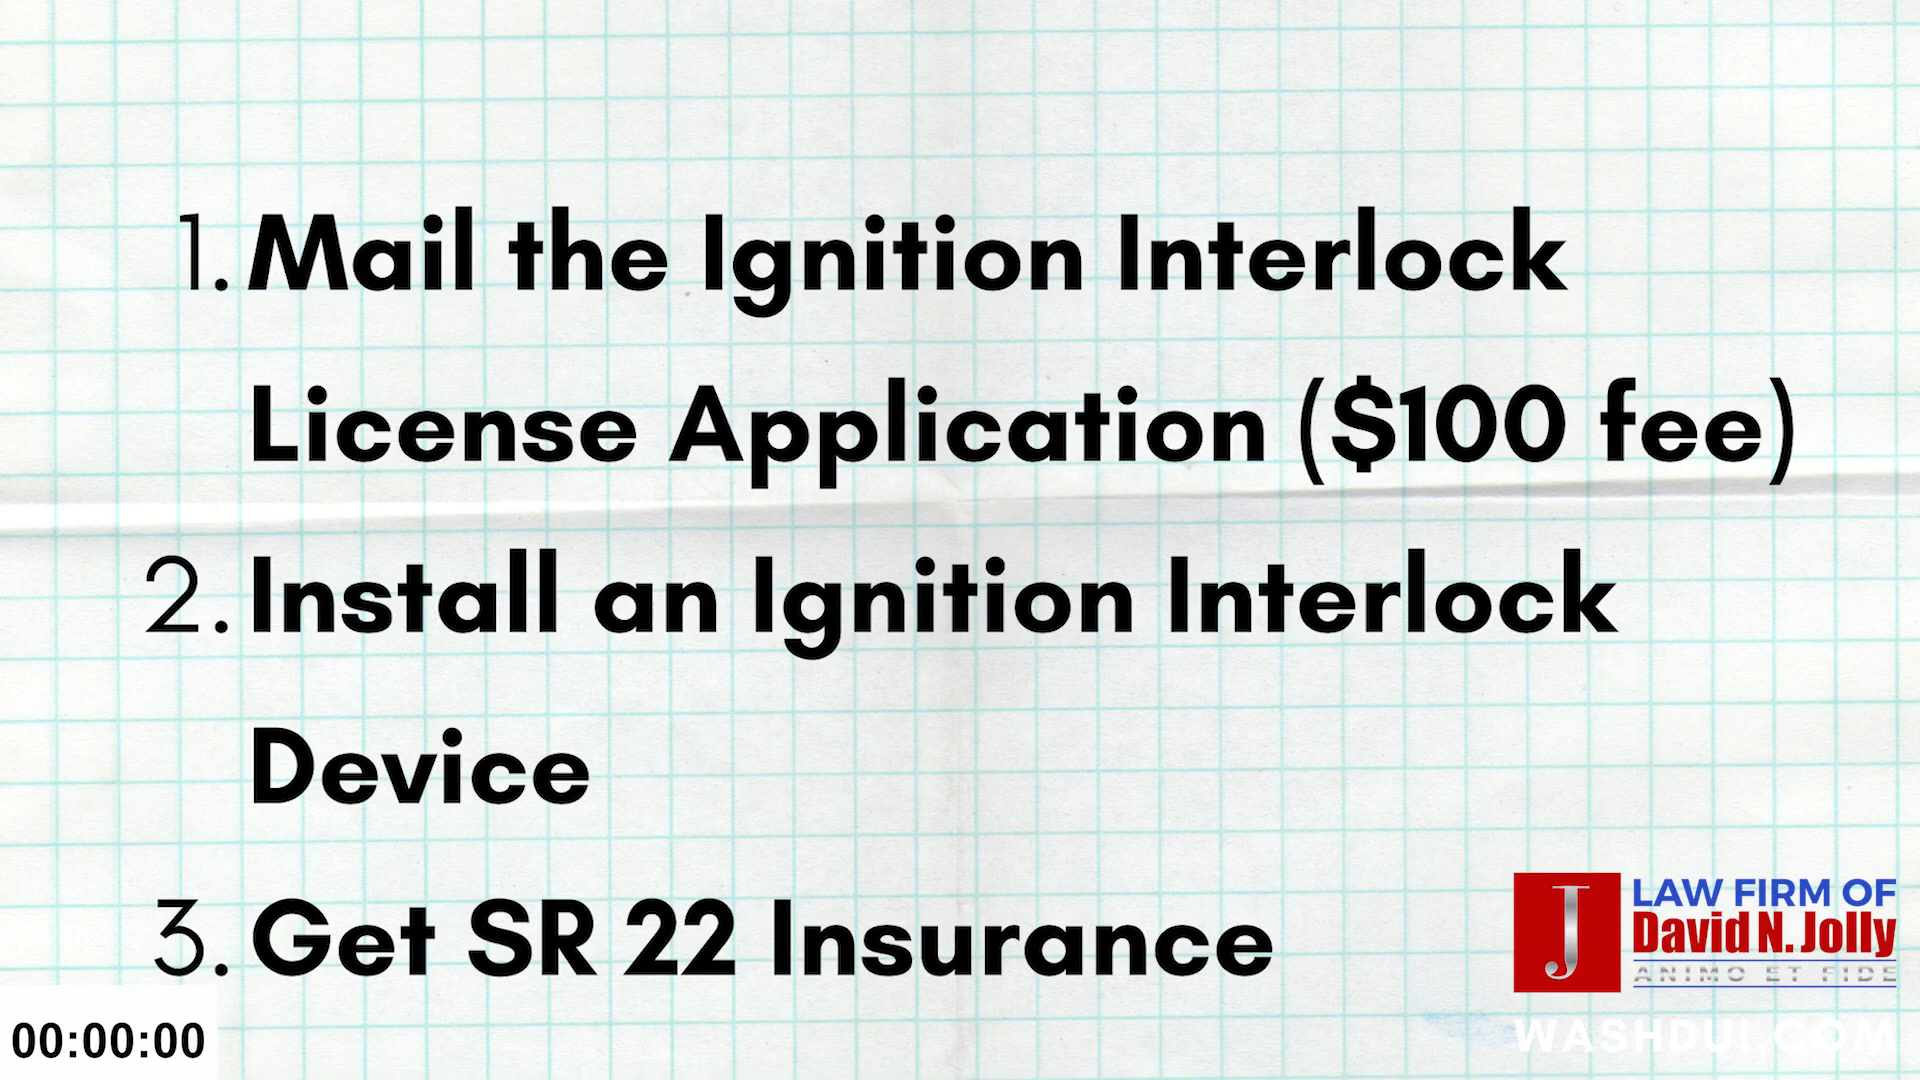 1. Mail the Ignition Interlock
License Application ($100 fee)
2. Install an Ignition Interlock
Device
3. Get SR 22 Insurance
J
LAW FIRM OF
David N. Jolly
ANIMO ET FIDE
WASHDUI.COM
00:00:00